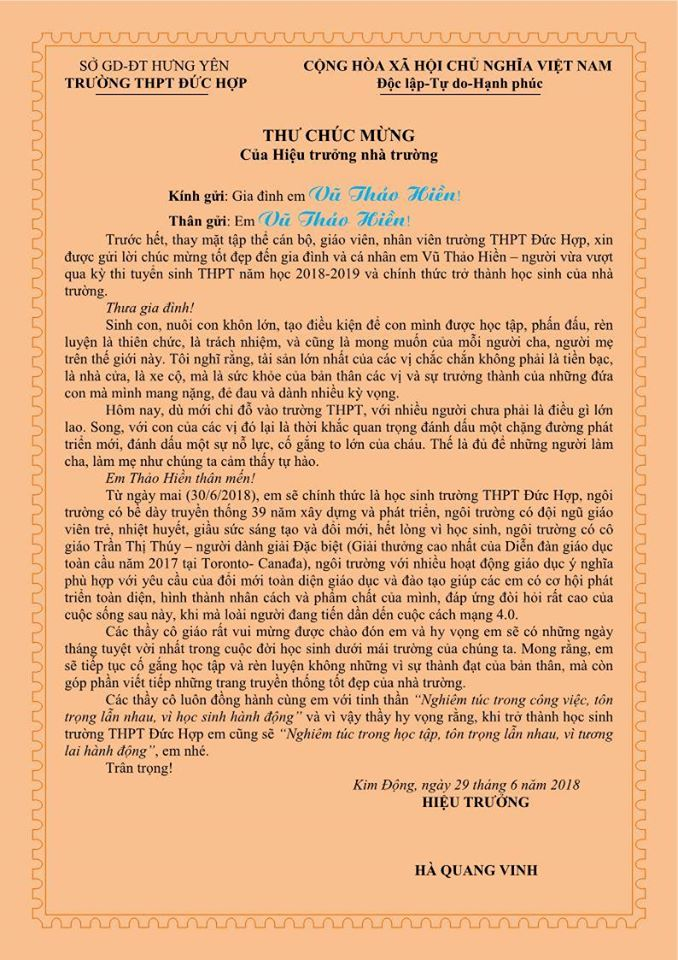 SỞ GD-ĐT HƯNG YÊN
TRƯỜNG THPT ĐỨC HỢP
CỘNG HÒA XÃ HỘI CHỦ NGHĨA VIỆT NAM
Độc lập-Tự do-Hạnh phúc
THƯ CHÚC MỪNG
Của Hiệu trưởng nhà trường
Kính gửi: Gia đình em Vũ Thảo Hiền!
Thân gửi: Em Vũ Thảo Hiền!
Trước hết, thay mặt tập thể cán bộ, giáo viên, nhân viên trường THPT Đức Hợp, xin
được gửi lời chúc mừng tốt đẹp đến gia đình và cá nhân em Vũ Thảo Hiền – người vừa vượt
qua kỳ thi tuyển sinh THPT năm học 2018-2019 và chính thức trở thành học sinh của nhà
trường.
Thưa gia đình!
Sinh con, nuôi con khôn lớn, tạo điều kiện để con mình được học tập, phấn đấu, rèn
luyện là thiên chức, là trách nhiệm, và cũng là mong muốn của mỗi người cha, người mẹ
trên thế giới này. Tôi nghĩ rằng, tài sản lớn nhất của các vị chắc chắn không phải là tiền bạc,
là nhà cửa, là xe cộ, mà là sức khỏe của bản thân các vị và sự trưởng thành của những đứa
con mà mình mang nặng, đẻ đau và dành nhiều kỳ vọng.
Hôm nay, dù mới chỉ đỗ vào trường THPT, với nhiều người chưa phải là điều gì lớn
lao. Song, với con của các vị đó lại là thời khắc quan trọng đánh dấu một chặng đường phát
triển mới, đánh dấu một sự nỗ lực, cố gắng to lớn của cháu. Thế là đủ để những người làm
cha, làm mẹ như chúng ta cảm thấy tự hào.
Em Thảo Hiền thân mến!
Từ ngày mai (30/6/2018), em sẽ chính thức là học sinh trường THPT Đức Hợp, ngôi
trường có bề dày truyền thống 39 năm xây dựng và phát triển, ngôi trường có đội ngũ giáo
viên trẻ, nhiệt huyết, giầu sức sáng tạo và đổi mới, hết lòng vì học sinh, ngôi trường có cô
giáo Trần Thị Thúy – người dành giải Đặc biệt (Giải thưởng cao nhất của Diễn đàn giáo dục
toàn cầu năm 2017 tại Toronto- Canađa), ngôi trường với nhiều hoạt động giáo dục ý nghĩa
phù hợp với yêu cầu của đổi mới toàn diện giáo dục và đào tạo giúp các em có cơ hội phát
triển toàn diện, hình thành nhân cách và phẩm chất của mình, đáp ứng đòi hỏi rất cao của
cuộc sống sau này, khi mà loài người đang tiến dần đến cuộc cách mạng 4.0.
Các thầy cô giáo rất vui mừng được chào đón em và hy vọng em sẽ có những ngày
tháng tuyệt vời nhất trong cuộc đời học sinh dưới mái trường của chúng ta. Mong rằng, em
sẽ tiếp tục cố gắng học tập và rèn luyện không những vì sự thành đạt của bản thân, mà còn
góp phần viết tiếp những trang truyền thống tốt đẹp của nhà trường.
Các thầy cô luôn đồng hành cùng em với tinh thần “Nghiêm túc trong công việc, tôn
trọng lẫn nhau, vì học sinh hành động” và vì vậy thầy hy vọng rằng, khi trở thành học sinh
trường THPT Đức Hợp em cũng sẽ “Nghiêm túc trong học tập, tôn trọng lẫn nhau, vì tương
lai hành động”, em nhé.
Trân trọng!
Kim Động, ngày 29 tháng 6 năm 2018
HIỆU TRƯỞNG
HÀ QUANG VINH